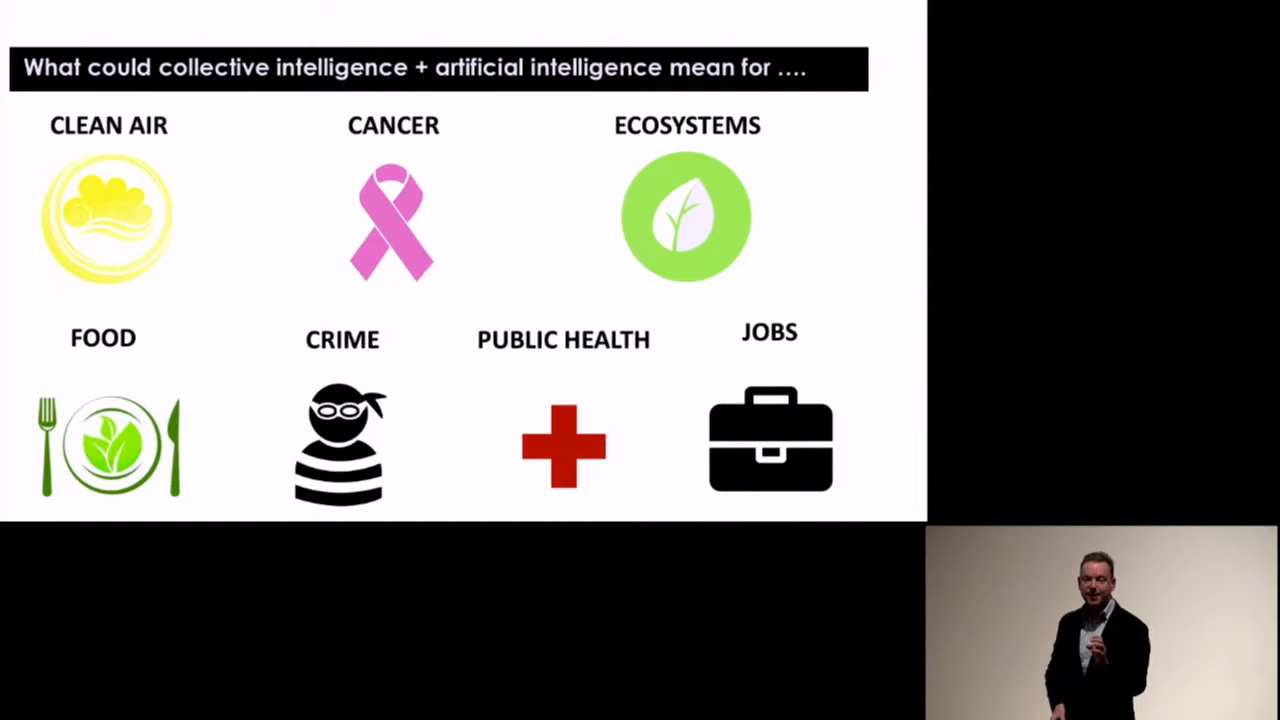 What could collective intelligence + artificial intelligence mean for ....
CLEAN AIR
CANCER
ECOSYSTEMS
FOOD
CRIME
PUBLIC HEALTH
JOBS